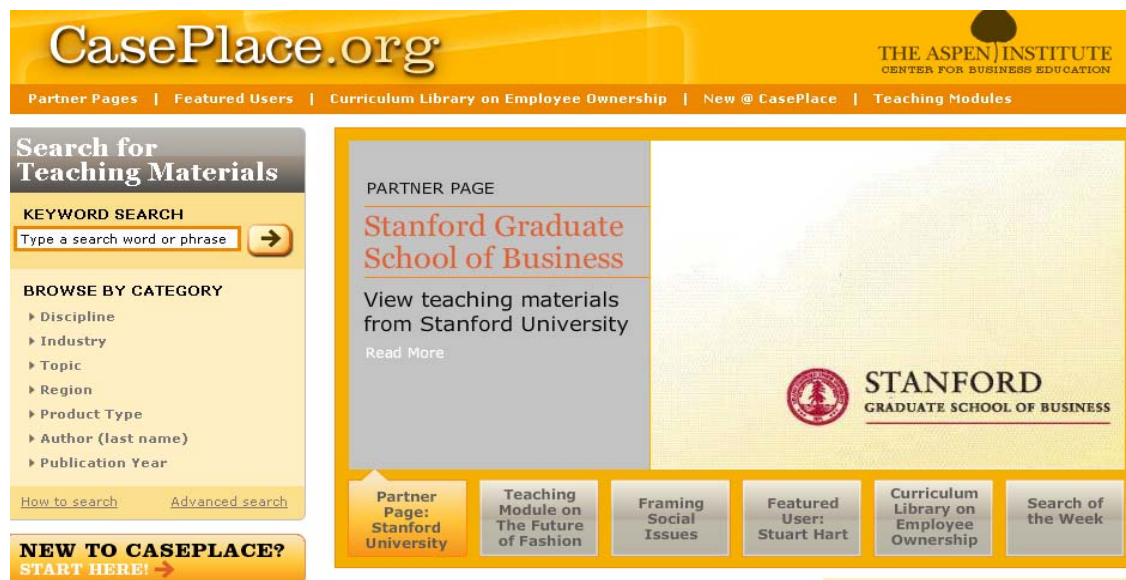 CasePlace.org
THE ASPEN INSTITUTE
CENTER FOR BUSINESS EDUCATION
Partner Pages | Featured Users | Curriculum Library on Employee Ownership | New @ CasePlace | Teaching Modules
Search for
Teaching Materials
KEYWORD SEARCH
Type a search word or phrase
BROWSE BY CATEGORY
Discipline
Industry
Topic
Region
Product Type
Author (last name)
Publication Year
How to search
Advanced search
NEW TO CASEPLACE?
START HERE!
PARTNER PAGE
Stanford Graduate
School of Business
View teaching materials
from Stanford University
Read More
STANFORD
GRADUATE SCHOOL OF BUSINESS
Partner
Page:
Stanford
University
Teaching
Module on
The Future
of Fashion
Framing
Social
Issues
Featured
User:
Stuart Hart
Curriculum
Library on
Employee
Ownership
Search of
the Week